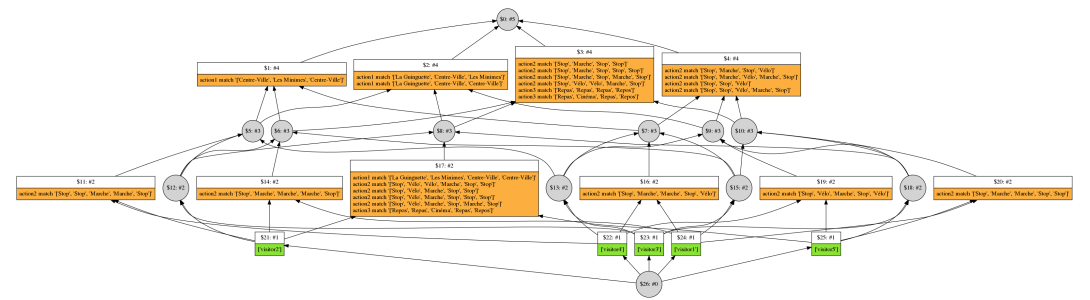 $0: #5
$1: #4
action1 match '['Centre-Ville', 'Les Minimes', 'Centre-Ville']'
$2: #4
action1 match '['La Guinguette', 'Centre-Ville', 'Les Minimes']'
action1 match '['La Guinguette', 'Centre-Ville', 'Centre-Ville']'
$3: #4
action2 match '['Stop', 'Marche', 'Stop', 'Stop']'
action2 match '['Stop', 'Marche', 'Stop', 'Stop', 'Stop']'
action2 match '['Stop', 'Marche', 'Stop', 'Marche', 'Stop']'
action2 match '['Stop', 'Vélo', 'Vélo', 'Marche', 'Stop']'
action3 match '['Repas', 'Repas', 'Repas', 'Repos']'
action3 match '['Repas', 'Cinéma', 'Repas', 'Repos']'
$4: #4
action2 match '['Stop', 'Stop', 'Marche', 'Stop', 'Vélo']'
action2 match '['Stop', 'Marche', 'Vélo', 'Marche', 'Stop']'
action2 match '['Stop', 'Stop', 'Vélo']'
action2 match '['Stop', 'Stop', 'Vélo', 'Marche', 'Stop']'
$5: #3
$6: #3
$8: #3
$7: #3
$9: #3
$10: #3
$11: #2
action2 match '['Stop', 'Stop', 'Marche', 'Marche', 'Stop']'
$12: #2
$14: #2
action2 match '['Stop', 'Marche', 'Marche', 'Stop', 'Stop']'
$17: #2
action1 match '['La Guinguette', 'Les Minimes', 'Centre-Ville', 'Centre-Ville']'
action2 match '['Stop', 'Vélo', 'Vélo', 'Marche', 'Stop', 'Stop']'
action2 match '['Stop', 'Vélo', 'Marche', 'Stop', 'Stop']'
action2 match '['Stop', 'Stop', 'Vélo', 'Marche', 'Stop', 'Stop']'
action2 match '['Stop', 'Vélo', 'Marche', 'Stop', 'Marche', 'Stop']'
action3 match '['Repas', 'Repas', 'Cinéma', 'Repas', 'Repos']'
$13: #2
$16: #2
action2 match '['Stop', 'Marche', 'Marche', 'Stop', 'Vélo']'
$15: #2
$19: #2
action2 match '['Stop', 'Vélo', 'Marche', 'Stop', 'Vélo']'
$18: #2
$20: #2
action2 match '['Stop', 'Marche', 'Marche', 'Stop', 'Stop']'
$21: #1
['visitor2']
$22: #1
['visitor4']
$23: #1
['visitor3']
$24: #1
['visitor1']
$25: #1
['visitor5']
$26: #0